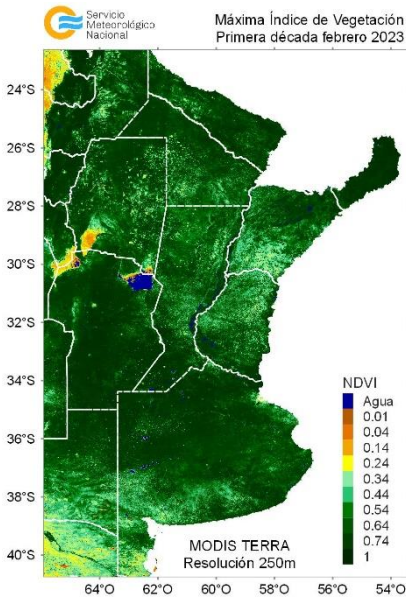 Servicio
Meteorológico
Nacional
Máxima Índice de Vegetación
Primera década febrero 2023
24°S
26°S
28°S
30°S
32°S
34°S
36°S
38°S
40°S
NDVI
Agua
0.01
0.04
0.14
0.24
0.34
0.44
0.54
0.64
0.74
1
MODIS TERRA
Resolución 250m
64°O
62°O
60°O
58°O
56°O
54°O